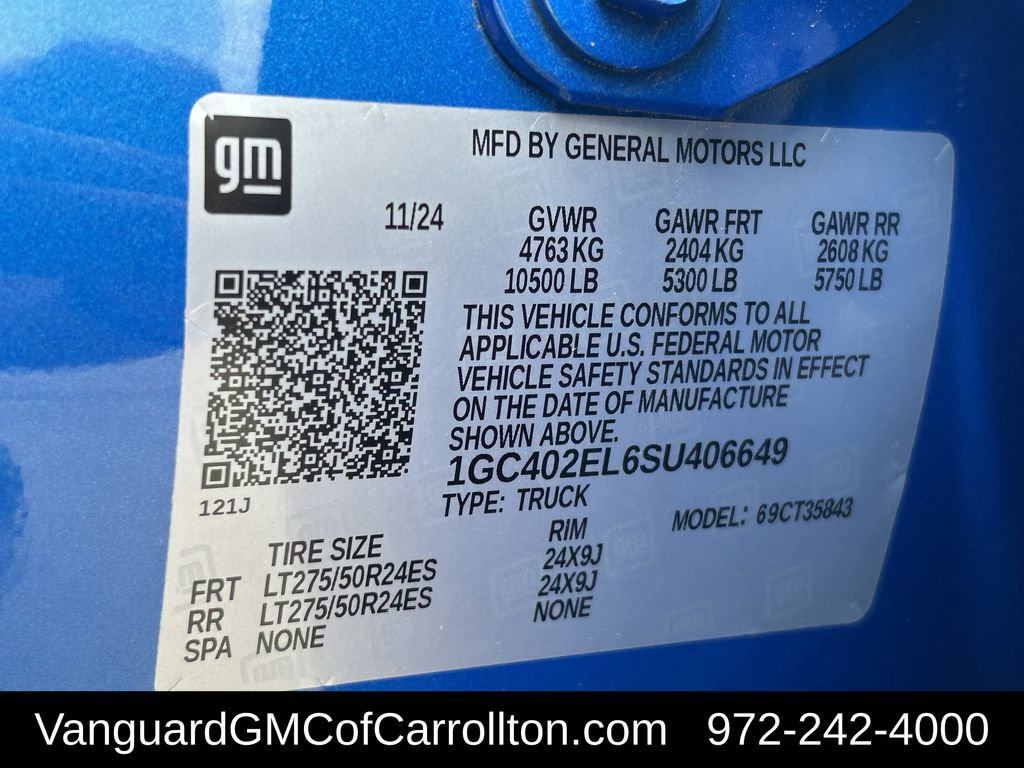 gm
MFD BY GENERAL MOTORS LLC
11/24 GVWR GAWR FRT GAWR RR
4763 KG 2404 KG 2608 KG
10500 LB 5300 LB 5750 LB
THIS VEHICLE CONFORMS TO ALL
APPLICABLE U.S. FEDERAL MOTOR
VEHICLE SAFETY STANDARDS IN EFFECT
ON THE DATE OF MANUFACTURE
SHOWN ABOVE.
1GC402EL6SU406649
121J
TYPE: TRUCK MODEL: 69CT35843
TIRE SIZE RIM
FRT LT275/50R24ES 24X9J
RR LT275/50R24ES 24X9J
SPA NONE NONE
VanguardGMCofCarrollton.com 972-242-4000